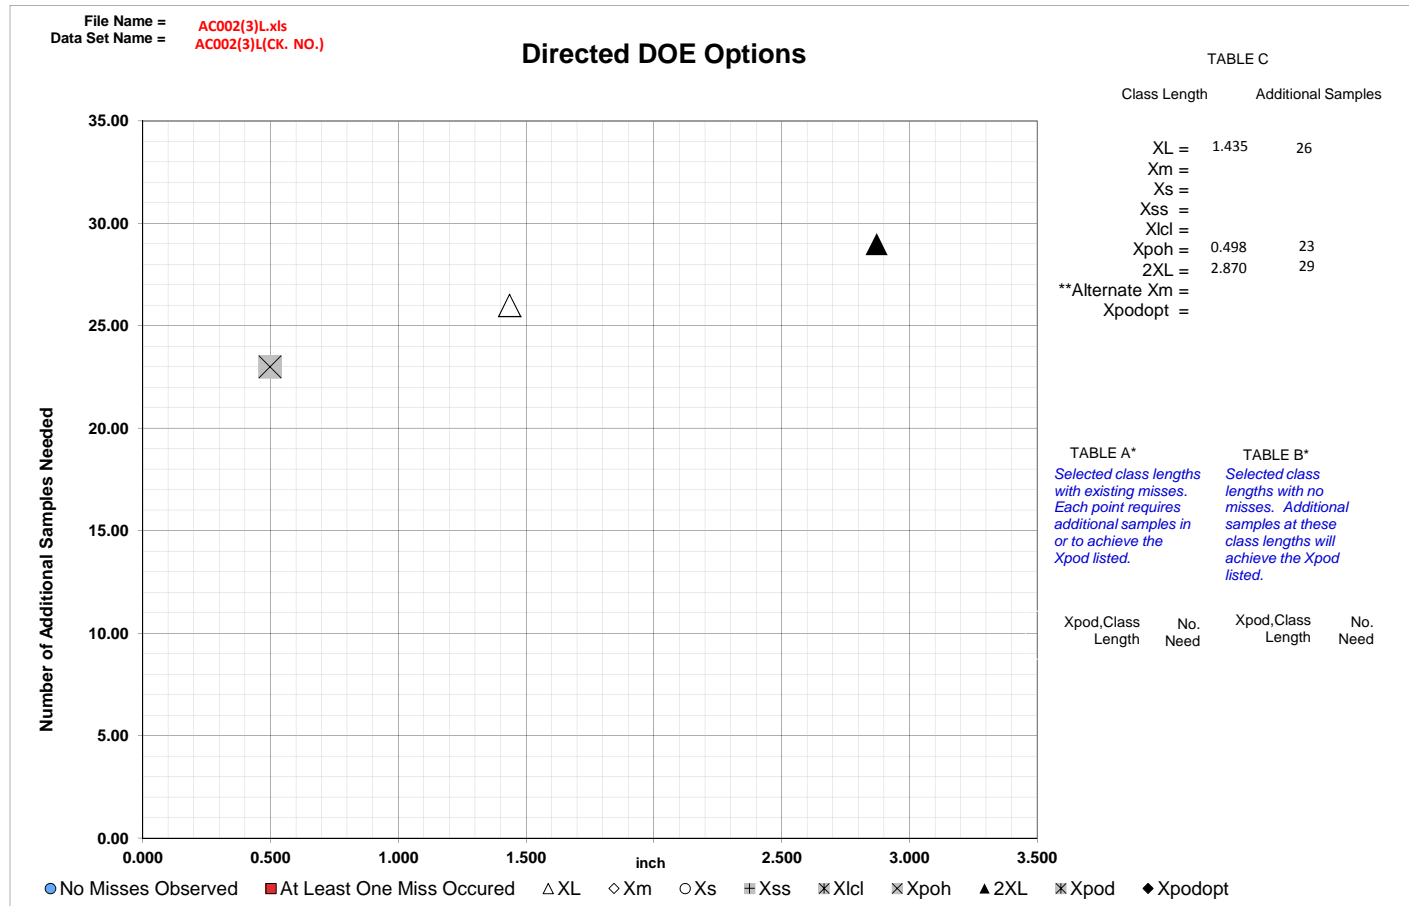 File Name = AC002(3)L.xls
Data Set Name = AC002(3)L(CK. NO.)
Directed DOE Options
TABLE C
Class Length Additional Samples
XL = 1.435 26
Xm =
Xs =
Xss =
Xlcl =
Xpoh = 0.498 23
2XL = 2.870 29
**Alternate Xm =
Xpodopt =
TABLE A*
Selected class lengths
with existing misses.
Each point requires
additional samples in
or to achieve the
Xpod listed.
Xpod,Class No.
Length Need
TABLE B*
Selected class
lengths with no
misses. Additional
samples at these
class lengths will
achieve the Xpod
listed.
Xpod,Class No.
Length Need
Number of Additional Samples Needed
35.00
30.00
25.00
20.00
15.00
10.00
5.00
0.00
0.000 0.500 1.000 1.500 inch 2.500 3.000 3.500
No Misses Observed At Least One Miss Occured XL Xm Xs Xss Xlcl Xpoh 2XL Xpod Xpodopt